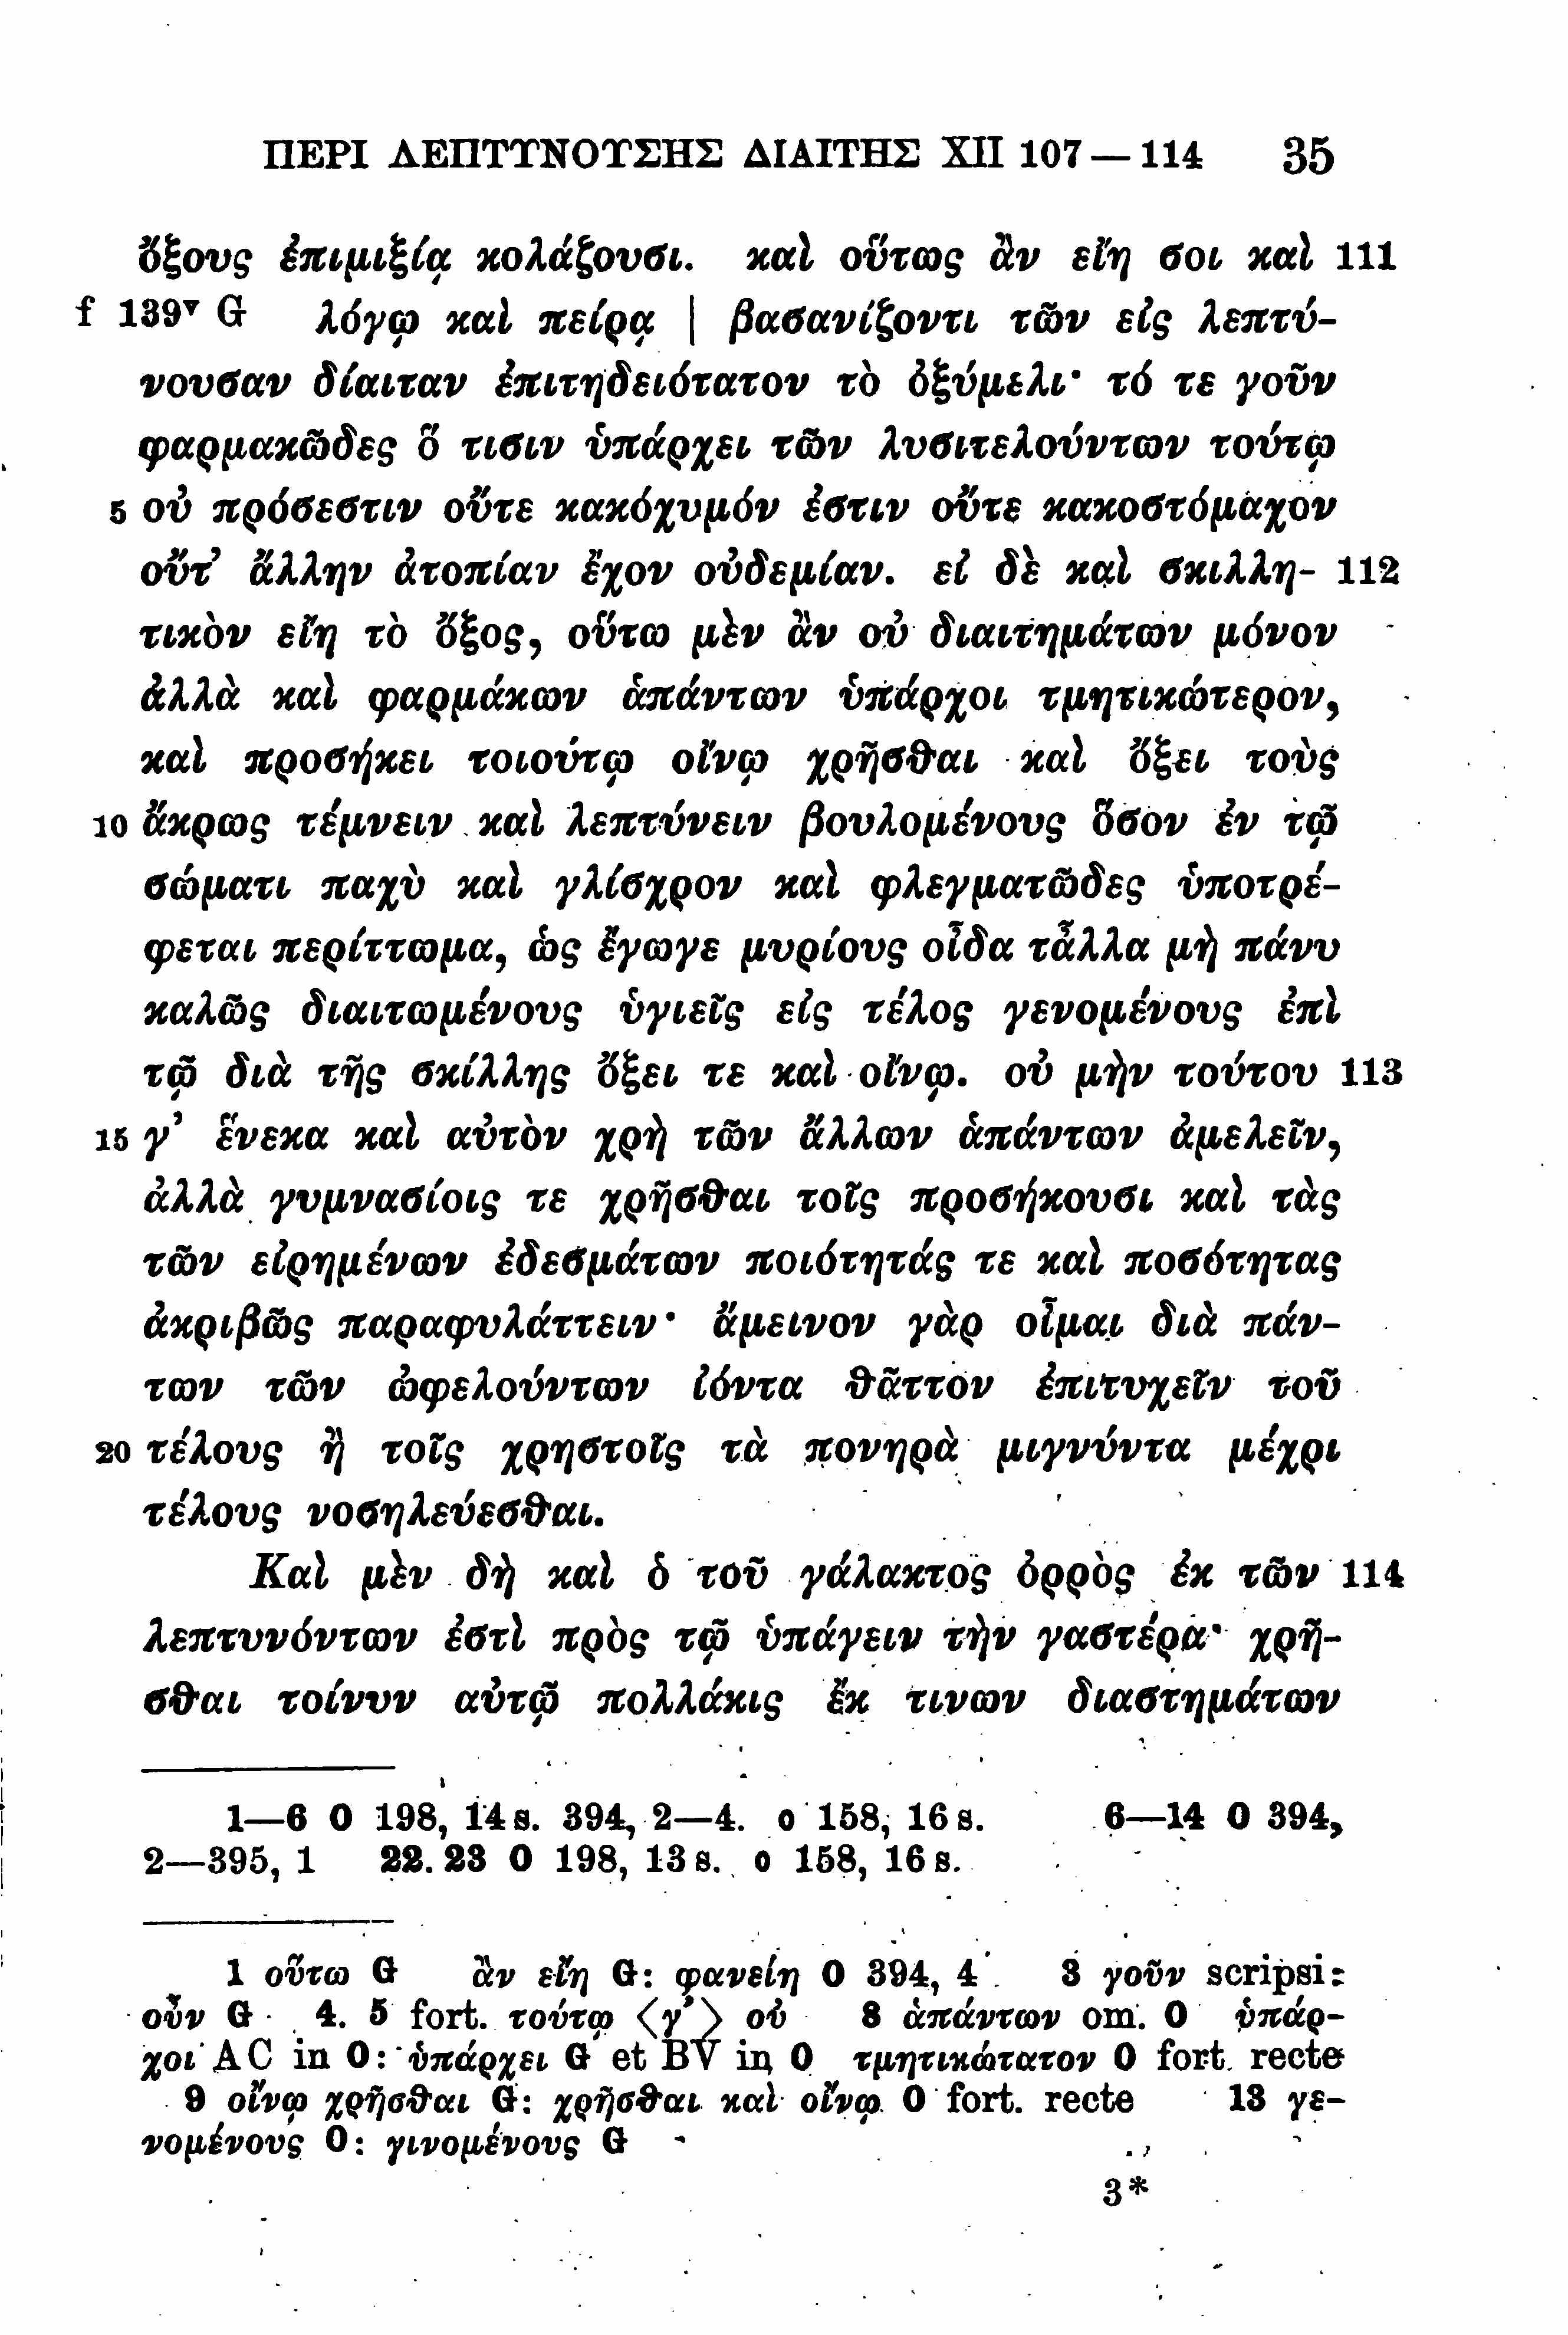 ΠΕΡΙ ΛΕΠΤΥΝΟΥΣΗΣ ΔΙΑΙΤΗΣ XII 107—114 35
ὄξους ἐπιμιξίᾳ κολάζουσι. καὶ οὕτως ἂν εἴη σοι καὶ 111
f 139ᵛ G λόγῳ καὶ πείρᾳ | βασανίζοντι τῶν εἰς λεπτύ-
νουσαν δίαιταν ἐπιτηδειότατον τὸ ὀξύμελι· τό τε γοῦν
φαρμακῶδες ὅ τισιν ὑπάρχει τῶν λυσιτελούντων τούτῳ
5 οὐ πρόσεστιν οὔτε κακόχυμόν ἐστιν οὔτε κακοστόμαχον
οὔτ’ ἄλλην ἀτοπίαν ἔχον οὐδεμίαν. εἰ δὲ καὶ σκιλλη- 112
τικὸν εἴη τὸ ὄξος, οὕτω μὲν ἂν οὐ διαιτημάτων μόνον
ἀλλὰ καὶ φαρμάκων ἁπάντων ὑπάρχοι τμητικώτερον,
καὶ προσήκει τοιούτῳ οἴνῳ χρῆσθαι καὶ ὄξει τοὺς
10 ἄκρως τέμνειν καὶ λεπτύνειν βουλομένους ὅσον ἐν τῷ
σώματι παχὺ καὶ γλίσχρον καὶ φλεγματῶδες ὑποτρέ-
φεται περίττωμα, ὡς ἔγωγε μυρίους οἶδα τἆλλα μὴ πάνυ
καλῶς διαιτωμένους ὑγιεῖς εἰς τέλος γενομένους ἐπὶ
τῷ διὰ τῆς σκίλλης ὄξει τε καὶ οἴνῳ. οὐ μὴν τούτου 113
15 γ’ ἕνεκα καὶ αὐτὸν χρὴ τῶν ἄλλων ἁπάντων ἀμελεῖν,
ἀλλὰ γυμνασίοις τε χρῆσθαι τοῖς προσήκουσι καὶ τὰς
τῶν εἰρημένων ἐδεσμάτων ποιότητάς τε καὶ ποσότητας
ἀκριβῶς παραφυλάττειν· ἄμεινον γὰρ οἶμαι διὰ πάν-
των τῶν ὠφελούντων ἰόντα θᾶττον ἐπιτυχεῖν τοῦ
20 τέλους ἢ τοῖς χρηστοῖς τὰ πονηρὰ μιγνύντα μέχρι
τέλους νοσηλεύεσθαι.
Καὶ μὲν δὴ καὶ ὁ τοῦ γάλακτος ὀρρὸς ἐκ τῶν 114
λεπτυνόντων ἐστὶ πρὸς τῷ ὑπάγειν τὴν γαστέρα· χρῆ-
σθαι τοίνυν αὐτῷ πολλάκις ἔκ τινων διαστημάτων
1—6 O 198, 14 s. 394, 2—4. o 158, 16 s. 6—14 O 394,
2—395, 1 22. 23 O 198, 13 s. o 158, 16 s.
1 οὕτω G ἂν εἴη G: φανείη O 394, 4 3 γοῦν scripsi:
οὖν G 4. 5 fort. τούτῳ ⟨γ’⟩ οὐ 8 ἁπάντων om. O ὑπάρ-
χοι AC in O: ὑπάρχει G et BV in O τμητικώτατον O fort. recte
9 οἴνῳ χρῆσθαι G: χρῆσθαι καὶ οἴνῳ O fort. recte 13 γε-
νομένους O: γινομένους G
3*